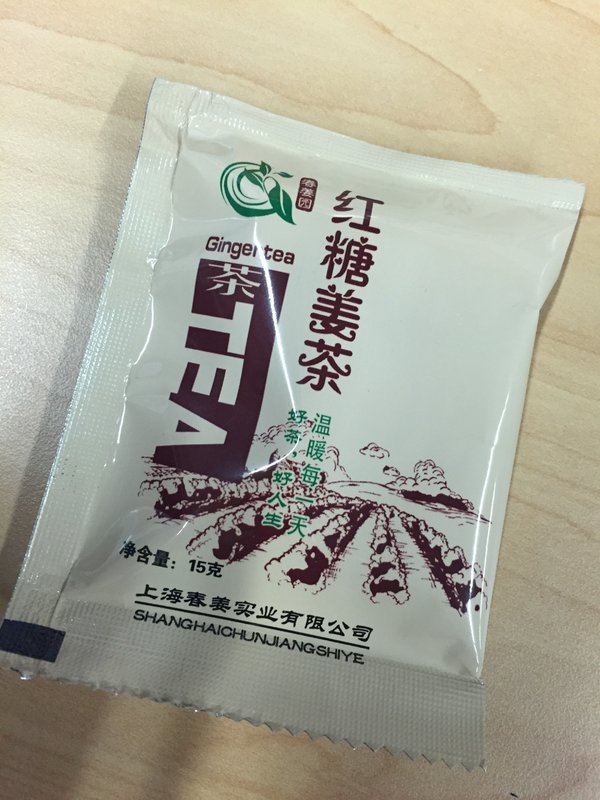 春姜园
红糖姜茶
Ginger tea
茶
TEA
温暖每一天
好茶，好人生
净含量：15克
上海春姜实业有限公司
SHANGHAICHUNJIANGSHIYE